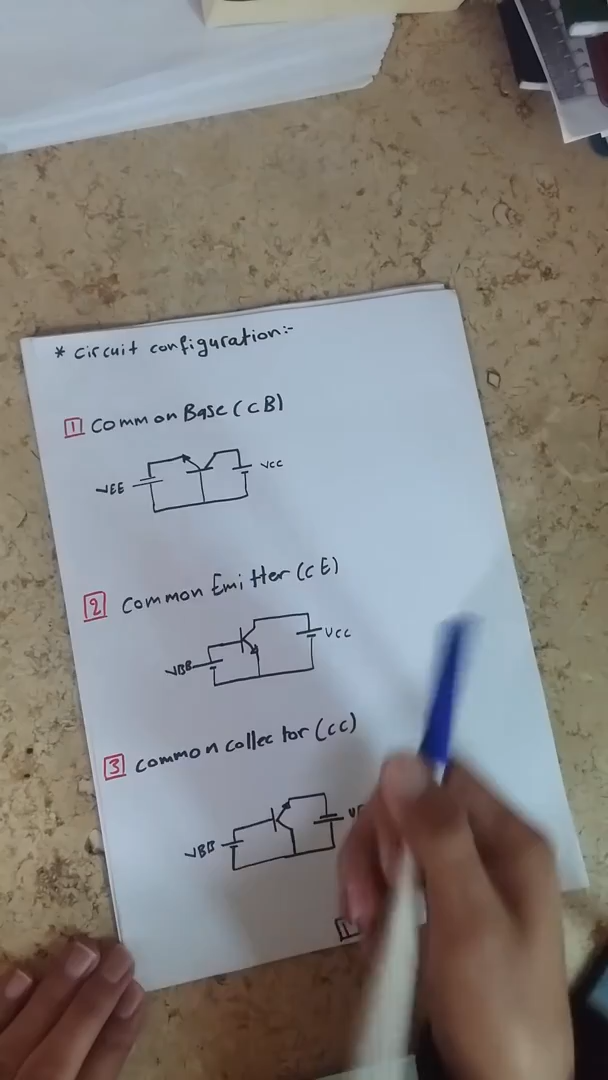 * Circuit configuration:-
1 Common Base (CB)
VEE VCC
2 Common Emitter (CE)
VBB VCC
3 Common Collector (CC)
VBB
1